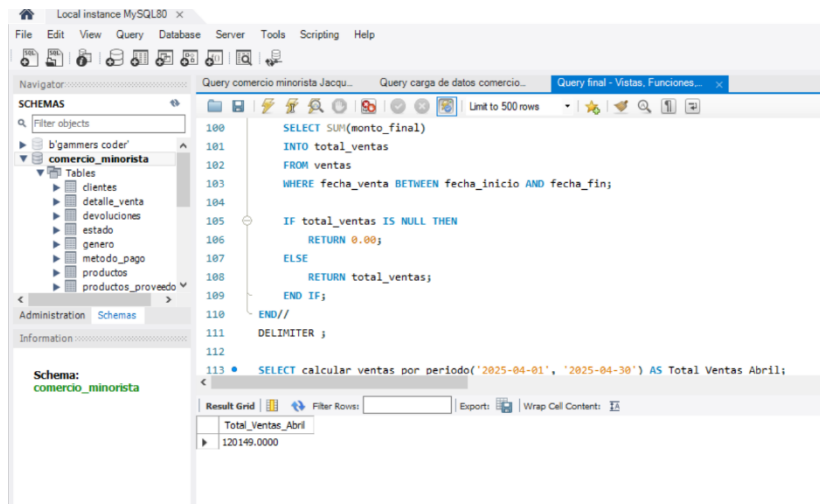 Local instance MySQL80 ×
File Edit View Query Database Server Tools Scripting Help
Navigator
SCHEMAS
Filter objects
b'gammers coder'
comercio_minorista
Tables
clientes
detalle_venta
devoluciones
estado
genero
metodo_pago
productos
productos_proveedo
Administration Schemas
Information
Schema:
comercio_minorista
Query comercio minorista Jacqu... Query carga de datos comercio... Query final - Vistas, Funciones,... ×
Limit to 500 rows
100 SELECT SUM(monto_final)
101 INTO total_ventas
102 FROM ventas
103 WHERE fecha_venta BETWEEN fecha_inicio AND fecha_fin;
104
105 IF total_ventas IS NULL THEN
106 RETURN 0.00;
107 ELSE
108 RETURN total_ventas;
109 END IF;
110 END//
111 DELIMITER ;
112
113 SELECT calcular_ventas_por_periodo('2025-04-01', '2025-04-30') AS Total_Ventas_Abril;
Result Grid Filter Rows: Export: Wrap Cell Content:
Total_Ventas_Abril
120149.0000